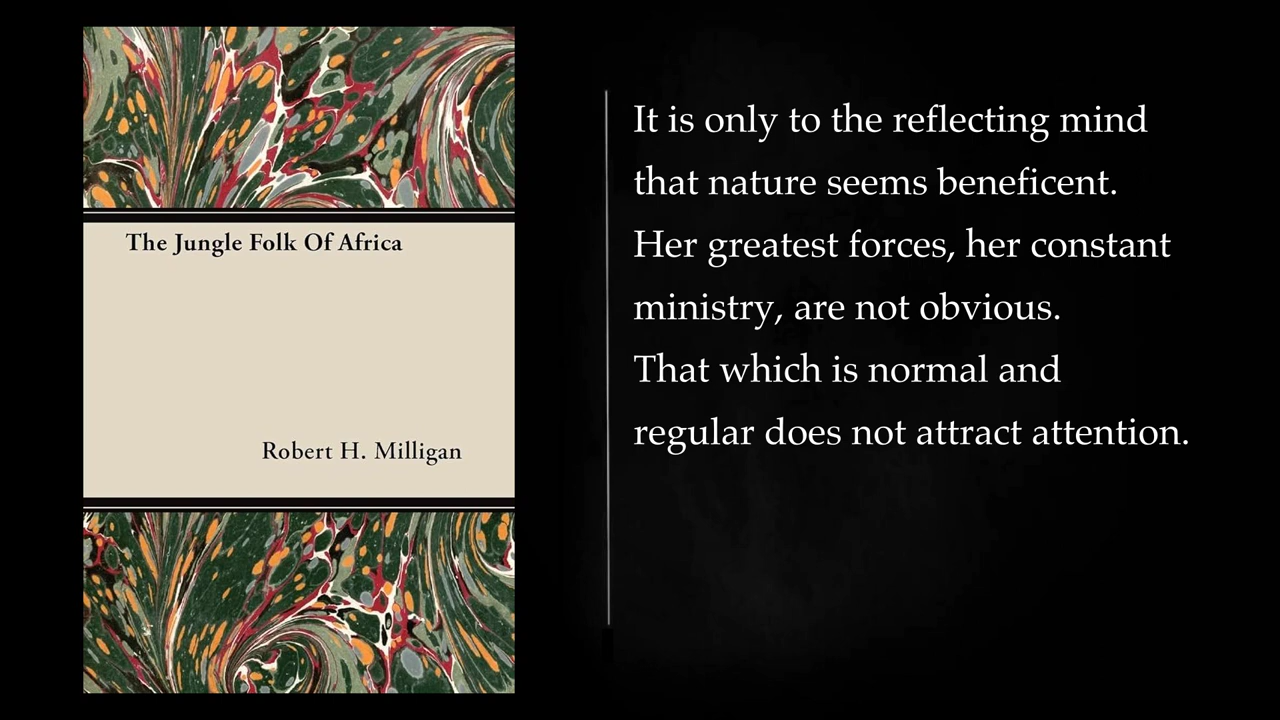 The Jungle Folk Of Africa
Robert H. Milligan
It is only to the reflecting mind
that nature seems beneficent.
Her greatest forces, her constant
ministry, are not obvious.
That which is normal and
regular does not attract attention.